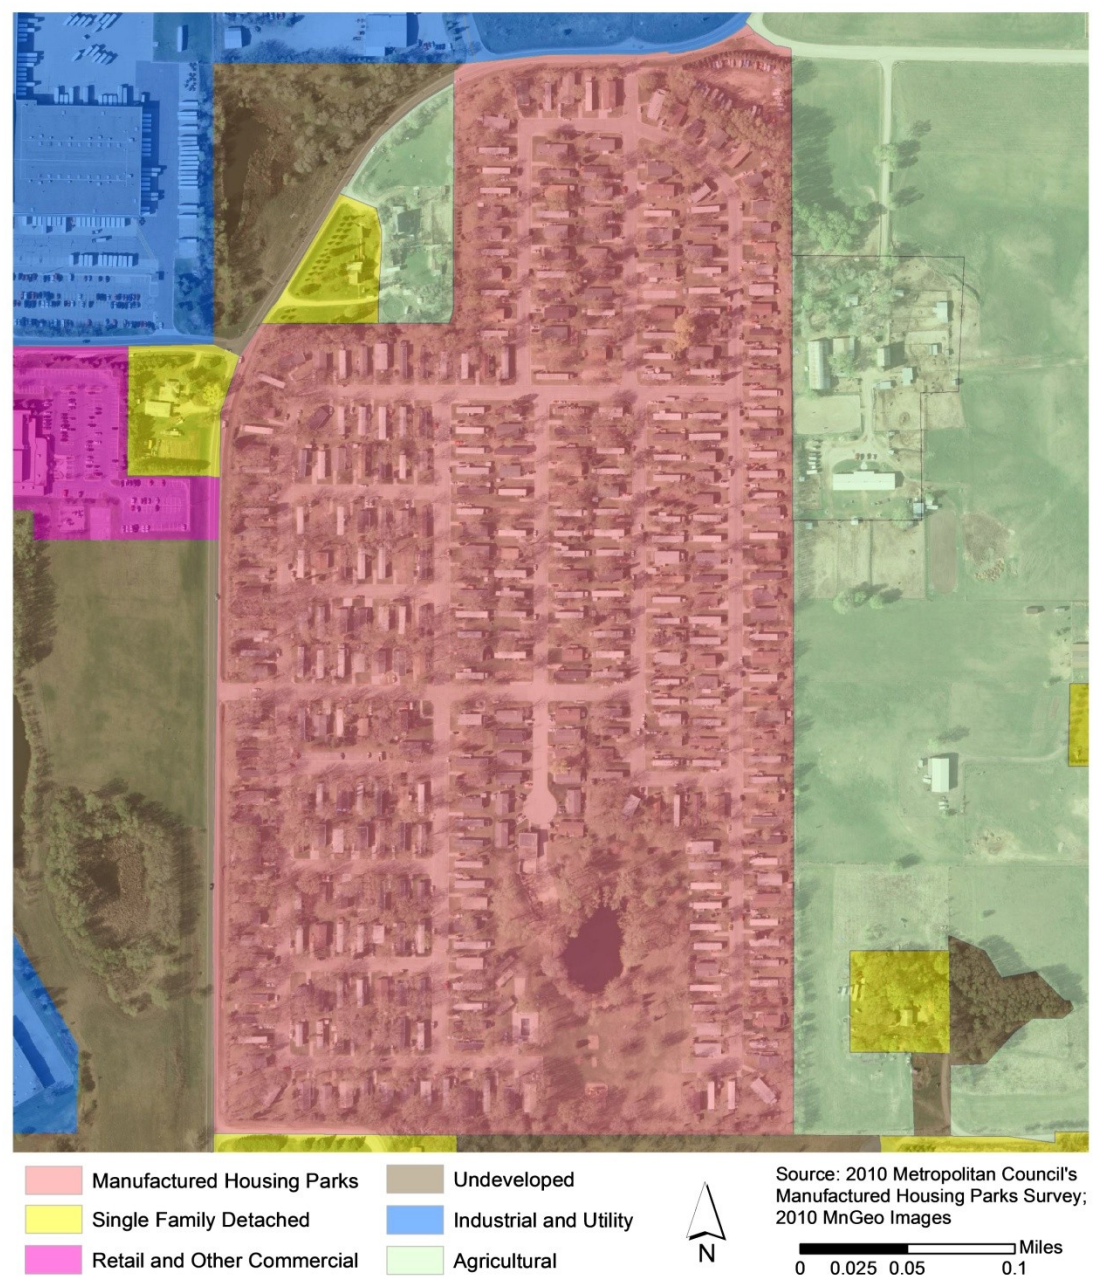 Manufactured Housing Parks
Single Family Detached
Retail and Other Commercial
Undeveloped
Industrial and Utility
Agricultural
N
Source: 2010 Metropolitan Council's
Manufactured Housing Parks Survey;
2010 MnGeo Images
Miles
0 0.025 0.05 0.1